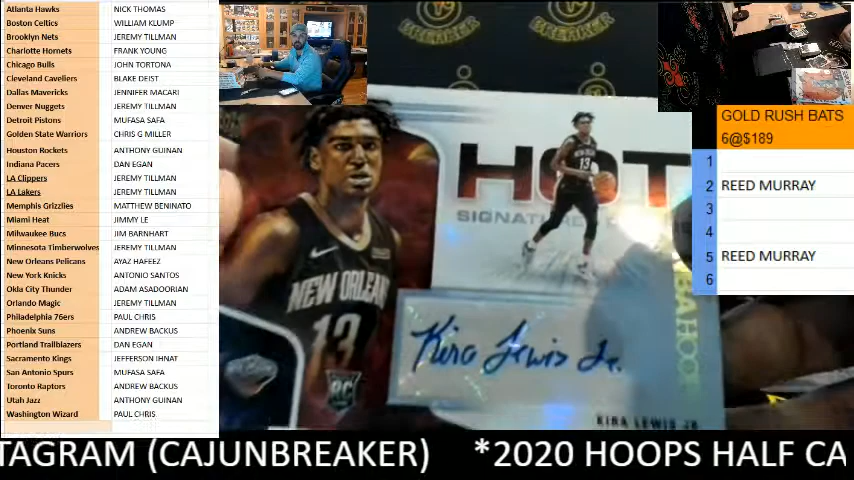 Atlanta Hawks NICK THOMAS
Boston Celtics WILLIAM KLUMP
Brooklyn Nets JEREMY TILLMAN
Charlotte Hornets FRANK YOUNG
Chicago Bulls JOHN TORTONA
Cleveland Cavaliers BLAKE DEIST
Dallas Mavericks JENNIFER MACARI
Denver Nuggets JEREMY TILLMAN
Detroit Pistons MUFASA SAFA
Golden State Warriors CHRIS G MILLER
Houston Rockets ANTHONY GUINAN
Indiana Pacers DAN EGAN
LA Clippers JEREMY TILLMAN
LA Lakers JEREMY TILLMAN
Memphis Grizzlies MATTHEW BENINATO
Miami Heat JIMMY LE
Milwaukee Bucs JIM BARNHART
Minnesota Timberwolves JEREMY TILLMAN
New Orleans Pelicans AYAZ HAFEEZ
New York Knicks ANTONIO SANTOS
Okla City Thunder ADAM ASADOORIAN
Orlando Magic JEREMY TILLMAN
Philadelphia 76ers PAUL CHRIS
Phoenix Suns ANDREW BACKUS
Portland Trailblazers DAN EGAN
Sacramento Kings JEFFERSON IHNAT
San Antonio Spurs MUFASA SAFA
Toronto Raptors ANDREW BACKUS
Utah Jazz ANTHONY GUINAN
Washington Wizard PAUL CHRIS
BREAKER
BREAKER
HOT
SIGNATURE
13
NEW ORLEAN
13
RC
Kira Lewis Jr.
KIRA LEWIS JR
GOLD RUSH BATS
6@$189
1
2 REED MURRAY
3
4
5 REED MURRAY
6
TAGRAM (CAJUNBREAKER) *2020 HOOPS HALF CA